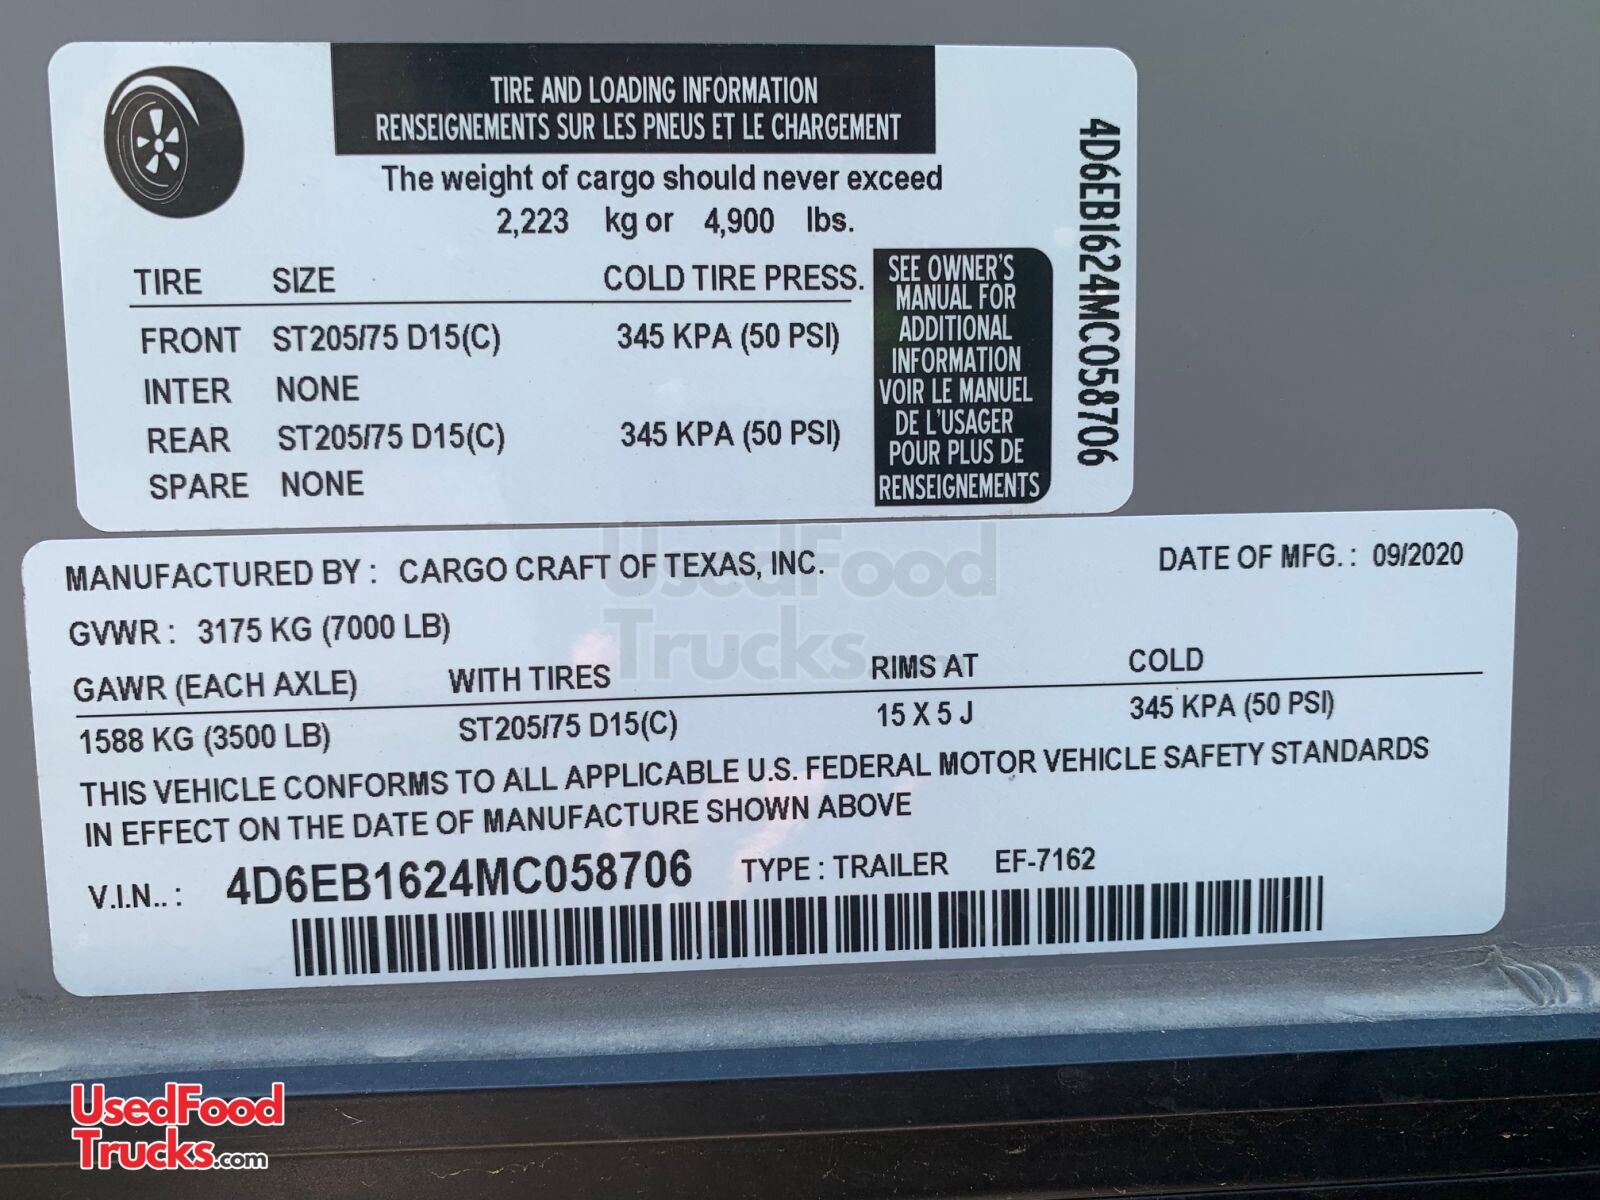 TIRE AND LOADING INFORMATION
RENSEIGNEMENTS SUR LES PNEUS ET LE CHARGEMENT
The weight of cargo should never exceed
2,223 kg or 4,900 lbs.
TIRE SIZE COLD TIRE PRESS.
FRONT ST205/75 D15(C) 345 KPA (50 PSI)
INTER NONE
REAR ST205/75 D15(C) 345 KPA (50 PSI)
SPARE NONE
SEE OWNER'S
MANUAL FOR
ADDITIONAL
INFORMATION
VOIR LE MANUEL
DE L'USAGER
POUR PLUS DE
RENSEIGNEMENTS
4D6EB1624MC058706
MANUFACTURED BY : CARGO CRAFT OF TEXAS, INC. DATE OF MFG. : 09/2020
GVWR : 3175 KG (7000 LB)
GAWR (EACH AXLE) WITH TIRES RIMS AT COLD
1588 KG (3500 LB) ST205/75 D15(C) 15 X 5 J 345 KPA (50 PSI)
THIS VEHICLE CONFORMS TO ALL APPLICABLE U.S. FEDERAL MOTOR VEHICLE SAFETY STANDARDS
IN EFFECT ON THE DATE OF MANUFACTURE SHOWN ABOVE
V.I.N.. : 4D6EB1624MC058706 TYPE : TRAILER EF-7162
UsedFood
Trucks
UsedFood
Trucks.com